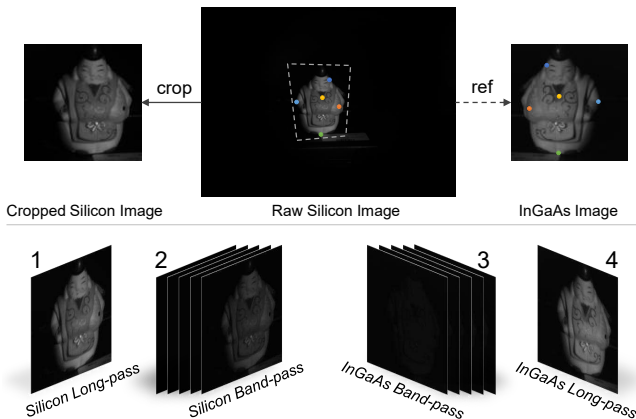 crop
ref
Cropped Silicon Image
Raw Silicon Image
InGaAs Image
1
2
3
4
Silicon Long-pass
Silicon Band-pass
InGaAs Band-pass
InGaAs Long-pass